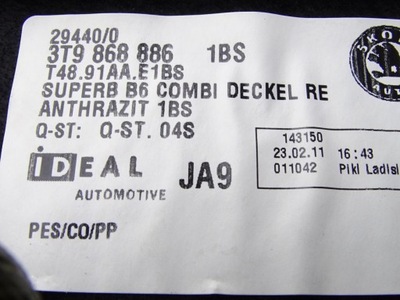 29440/0
3T9 868 886 1BS
T48.91AA.E1BS
SUPERB B6 COMBI DECKEL RE
ANTHRAZIT 1BS
Q-ST: Q-ST. 04S
iDEAL
AUTOMOTIVE
JA9
PES/CO/PP
143150
23.02.11 16:43
011042 Pikl Ladisl